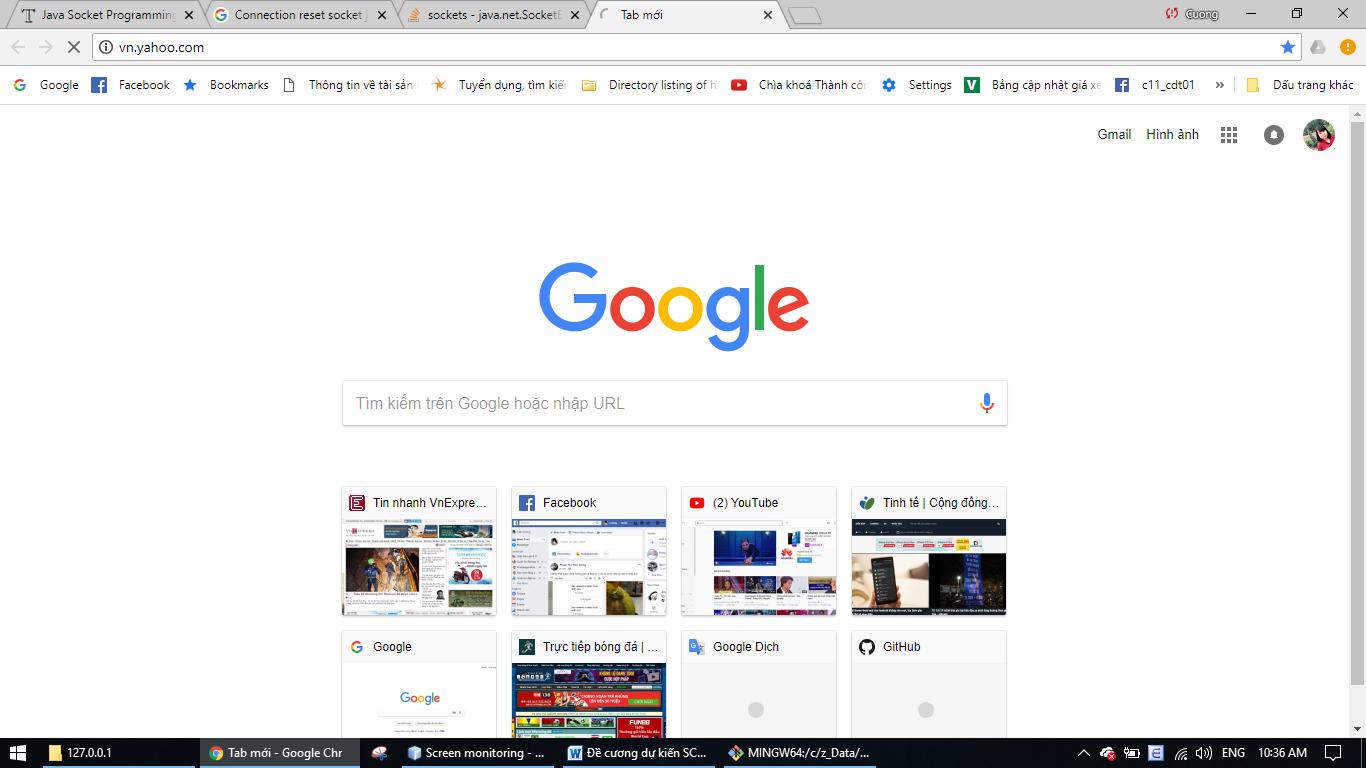 Java Socket Programming
Connection reset socket j
sockets - java.net.SocketE
Tab mới
Cuong
vn.yahoo.com
Google
Facebook
Bookmarks
Thông tin về tài sản
Tuyển dụng, tìm kiế
Directory listing of h
Chìa khoá Thành côn
Settings
Bảng cập nhật giá xe
c11_cdt01
»
Dấu trang khác
Gmail
Hình ảnh
Google
Tìm kiếm trên Google hoặc nhập URL
Tin nhanh VnExpre...
Facebook
(2) YouTube
Tinh tế | Cộng đồng...
Google
Trực tiếp bóng đá | ...
Google Dịch
GitHub
Google
127.0.0.1
Tab mới - Google Chr
Screen monitoring - ...
Đề cương dự kiến SC...
MINGW64:/c/z_Data/...
ENG
10:36 AM